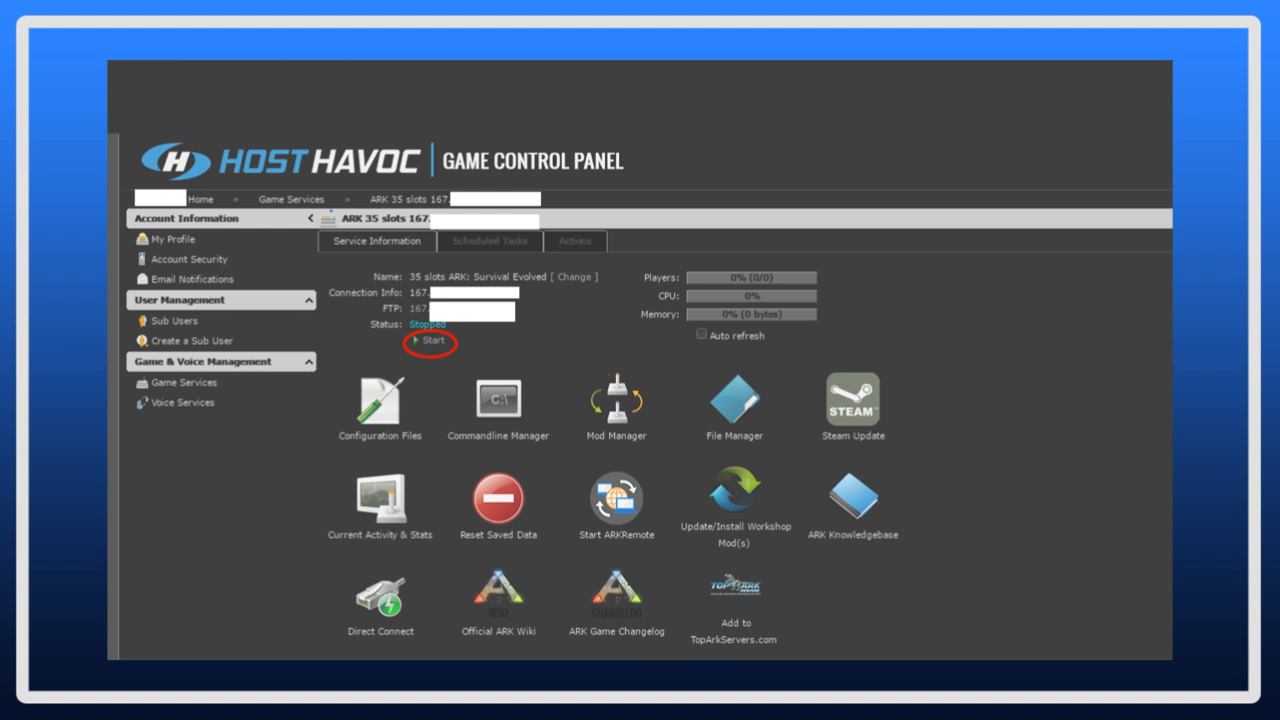 HOST HAVOC | GAME CONTROL PANEL
Home » Game Services » ARK 35 slots 167.
Account Information
ARK 35 slots 167.
My Profile
Account Security
Email Notifications
User Management
Sub Users
Create a Sub User
Game & Voice Management
Game Services
Voice Services
Service Information
Scheduled Tasks
Actions
Name: 35 slots ARK: Survival Evolved [ Change ]
Connection Info: 167.
FTP: 167.
Status: Stopped
Start
Players: 0% (0/0)
CPU: 0%
Memory: 0% (0 bytes)
Auto refresh
C:\
STEAM
Configuration Files
Commandline Manager
Mod Manager
File Manager
Steam Update
Current Activity & Stats
Reset Saved Data
Start ARKRemote
Update/Install Workshop
Mod(s)
ARK Knowledgebase
WIKI
CHANGELOG
TOP ARK
Direct Connect
Official ARK Wiki
ARK Game Changelog
Add to
TopArkServers.com